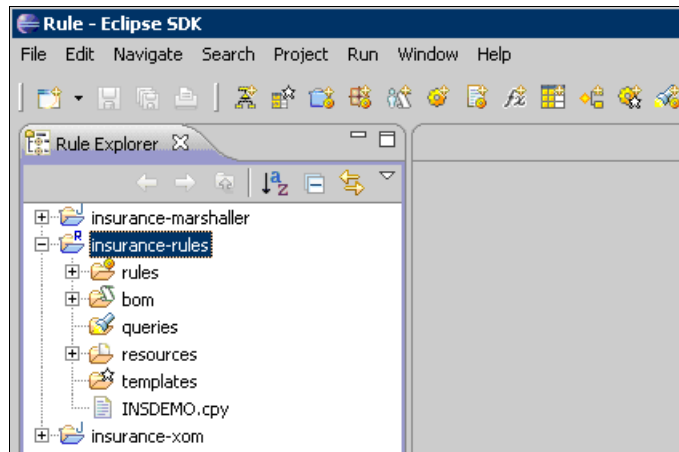 Rule - Eclipse SDK
File Edit Navigate Search Project Run Window Help
Rule Explorer
insurance-marshaller
insurance-rules
rules
bom
queries
resources
templates
INSDEMO.cpy
insurance-xom